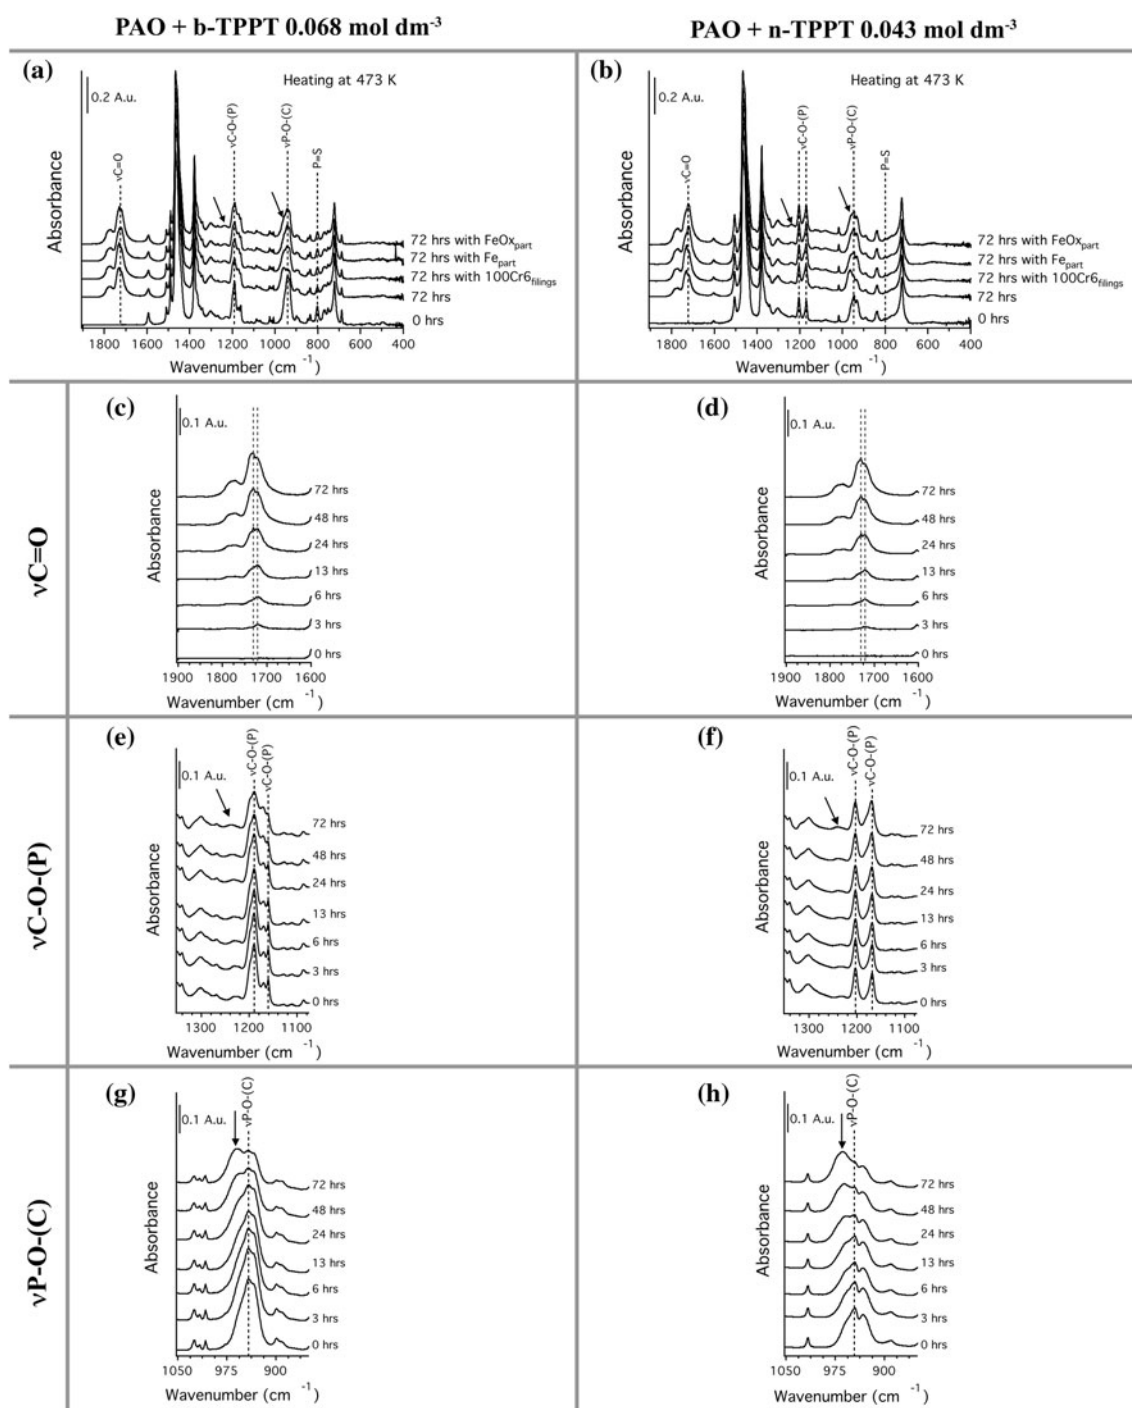 PAO + b-TPPT 0.068 mol dm-3
PAO + n-TPPT 0.043 mol dm-3
(a)
Heating at 473 K
0.2 A.u.
νC=O
νC-O-(P)
νP-O-(C)
P=S
Absorbance
72 hrs with FeOxpart
72 hrs with Fepart
72 hrs with 100Cr6filings
72 hrs
0 hrs
1800 1600 1400 1200 1000 800 600 400
Wavenumber (cm -1)
(b)
Heating at 473 K
0.2 A.u.
νC=O
νC-O-(P)
νP-O-(C)
P=S
Absorbance
72 hrs with FeOxpart
72 hrs with Fepart
72 hrs with 100Cr6filings
72 hrs
0 hrs
1800 1600 1400 1200 1000 800 600 400
Wavenumber (cm -1)
νC=O
(c)
0.1 A.u.
Absorbance
72 hrs
48 hrs
24 hrs
13 hrs
6 hrs
3 hrs
0 hrs
1900 1800 1700 1600
Wavenumber (cm -1)
(d)
0.1 A.u.
Absorbance
72 hrs
48 hrs
24 hrs
13 hrs
6 hrs
3 hrs
0 hrs
1900 1800 1700 1600
Wavenumber (cm -1)
νC-O-(P)
(e)
0.1 A.u.
νC-O-(P)
νC-O-(P)
Absorbance
72 hrs
48 hrs
24 hrs
13 hrs
6 hrs
3 hrs
0 hrs
1300 1200 1100
Wavenumber (cm -1)
(f)
0.1 A.u.
νC-O-(P)
νC-O-(P)
Absorbance
72 hrs
48 hrs
24 hrs
13 hrs
6 hrs
3 hrs
0 hrs
1300 1200 1100
Wavenumber (cm -1)
νP-O-(C)
(g)
0.1 A.u.
νP-O-(C)
Absorbance
72 hrs
48 hrs
24 hrs
13 hrs
6 hrs
3 hrs
0 hrs
1050 975 900
Wavenumber (cm -1)
(h)
0.1 A.u.
νP-O-(C)
Absorbance
72 hrs
48 hrs
24 hrs
13 hrs
6 hrs
3 hrs
0 hrs
1050 975 900
Wavenumber (cm -1)